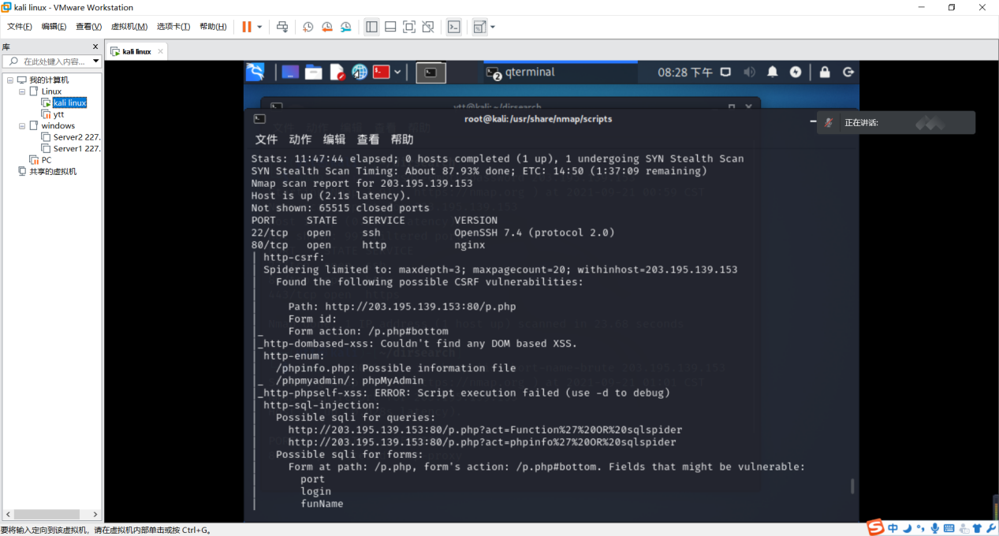 kali linux - VMware Workstation
文件(F) 编辑(E) 查看(V) 虚拟机(M) 选项卡(T) 帮助(H)
库
在此处键入内容...
kali linux
我的计算机
Linux
kali linux
ytt
windows
Server2 227.
Server1 227.
PC
共享的虚拟机
qterminal
08:28 下午
ytt@kali: ~/dirsearch
root@kali:/usr/share/nmap/scripts
正在讲话:
文件 动作 编辑 查看 帮助
Stats: 11:47:44 elapsed; 0 hosts completed (1 up), 1 undergoing SYN Stealth Scan
SYN Stealth Scan Timing: About 87.93% done; ETC: 14:50 (1:37:09 remaining)
Nmap scan report for 203.195.139.153
Host is up (2.1s latency).
Not shown: 65515 closed ports
PORT STATE SERVICE VERSION
22/tcp open ssh OpenSSH 7.4 (protocol 2.0)
80/tcp open http nginx
| http-csrf:
| Spidering limited to: maxdepth=3; maxpagecount=20; withinhost=203.195.139.153
| Found the following possible CSRF vulnerabilities:
|
| Path: http://203.195.139.153:80/p.php
| Form id:
|_ Form action: /p.php#bottom
|_http-dombased-xss: Couldn't find any DOM based XSS.
| http-enum:
| /phpinfo.php: Possible information file
|_ /phpmyadmin/: phpMyAdmin
|_http-phpself-xss: ERROR: Script execution failed (use -d to debug)
| http-sql-injection:
| Possible sqli for queries:
| http://203.195.139.153:80/p.php?act=Function%27%20OR%20sqlspider
| http://203.195.139.153:80/p.php?act=phpinfo%27%20OR%20sqlspider
| Possible sqli for forms:
| Form at path: /p.php, form's action: /p.php#bottom. Fields that might be vulnerable:
| port
| login
| funName
要将输入定向到该虚拟机，请在虚拟机内部单击或按 Ctrl+G。
中